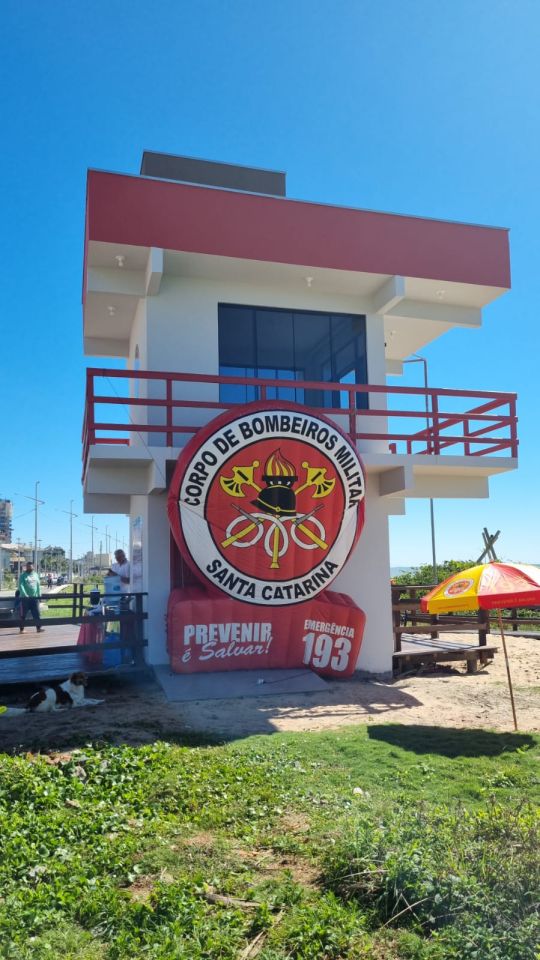 CORPO DE BOMBEIROS MILITAR
SANTA CATARINA
PREVENIR
é Salvar!
EMERGÊNCIA
193